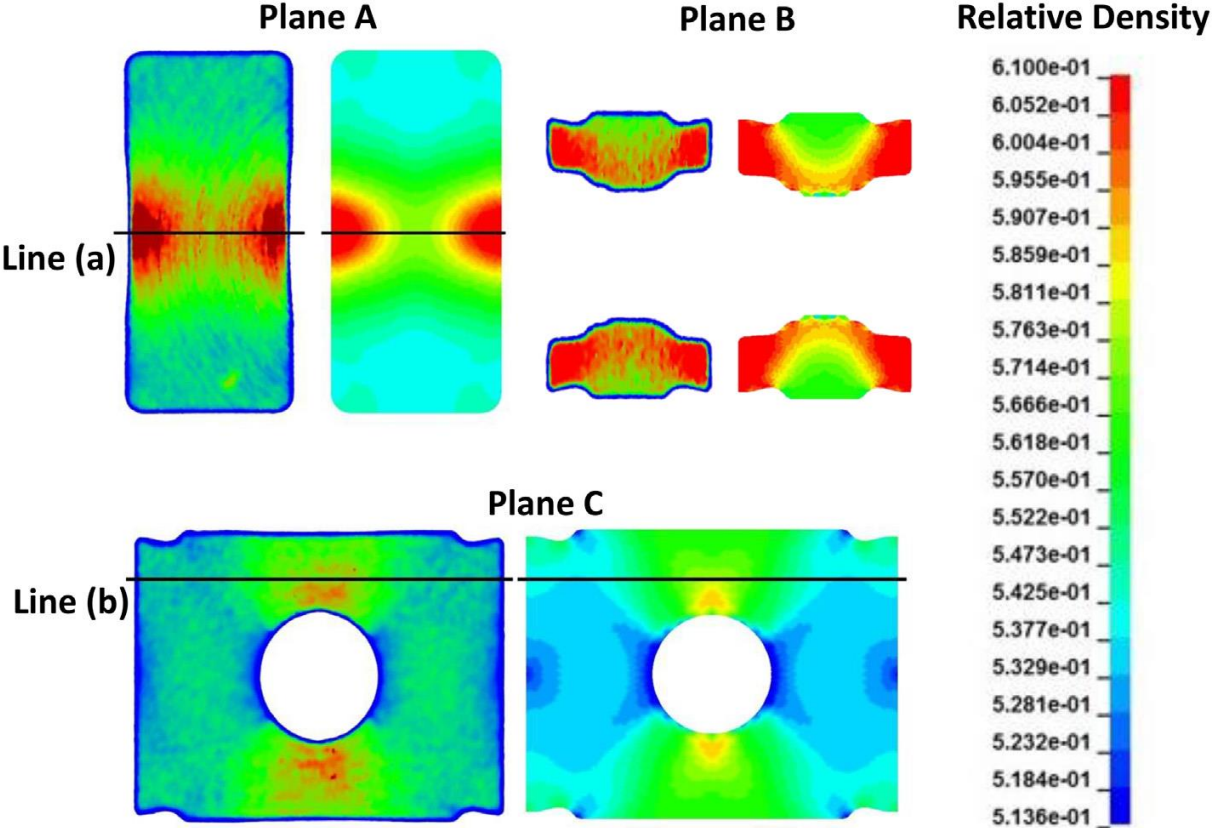 Plane A
Plane B
Relative Density
Line (a)
Plane C
Line (b)
6.100e-01
6.052e-01
6.004e-01
5.955e-01
5.907e-01
5.859e-01
5.811e-01
5.763e-01
5.714e-01
5.666e-01
5.618e-01
5.570e-01
5.522e-01
5.473e-01
5.425e-01
5.377e-01
5.329e-01
5.281e-01
5.232e-01
5.184e-01
5.136e-01